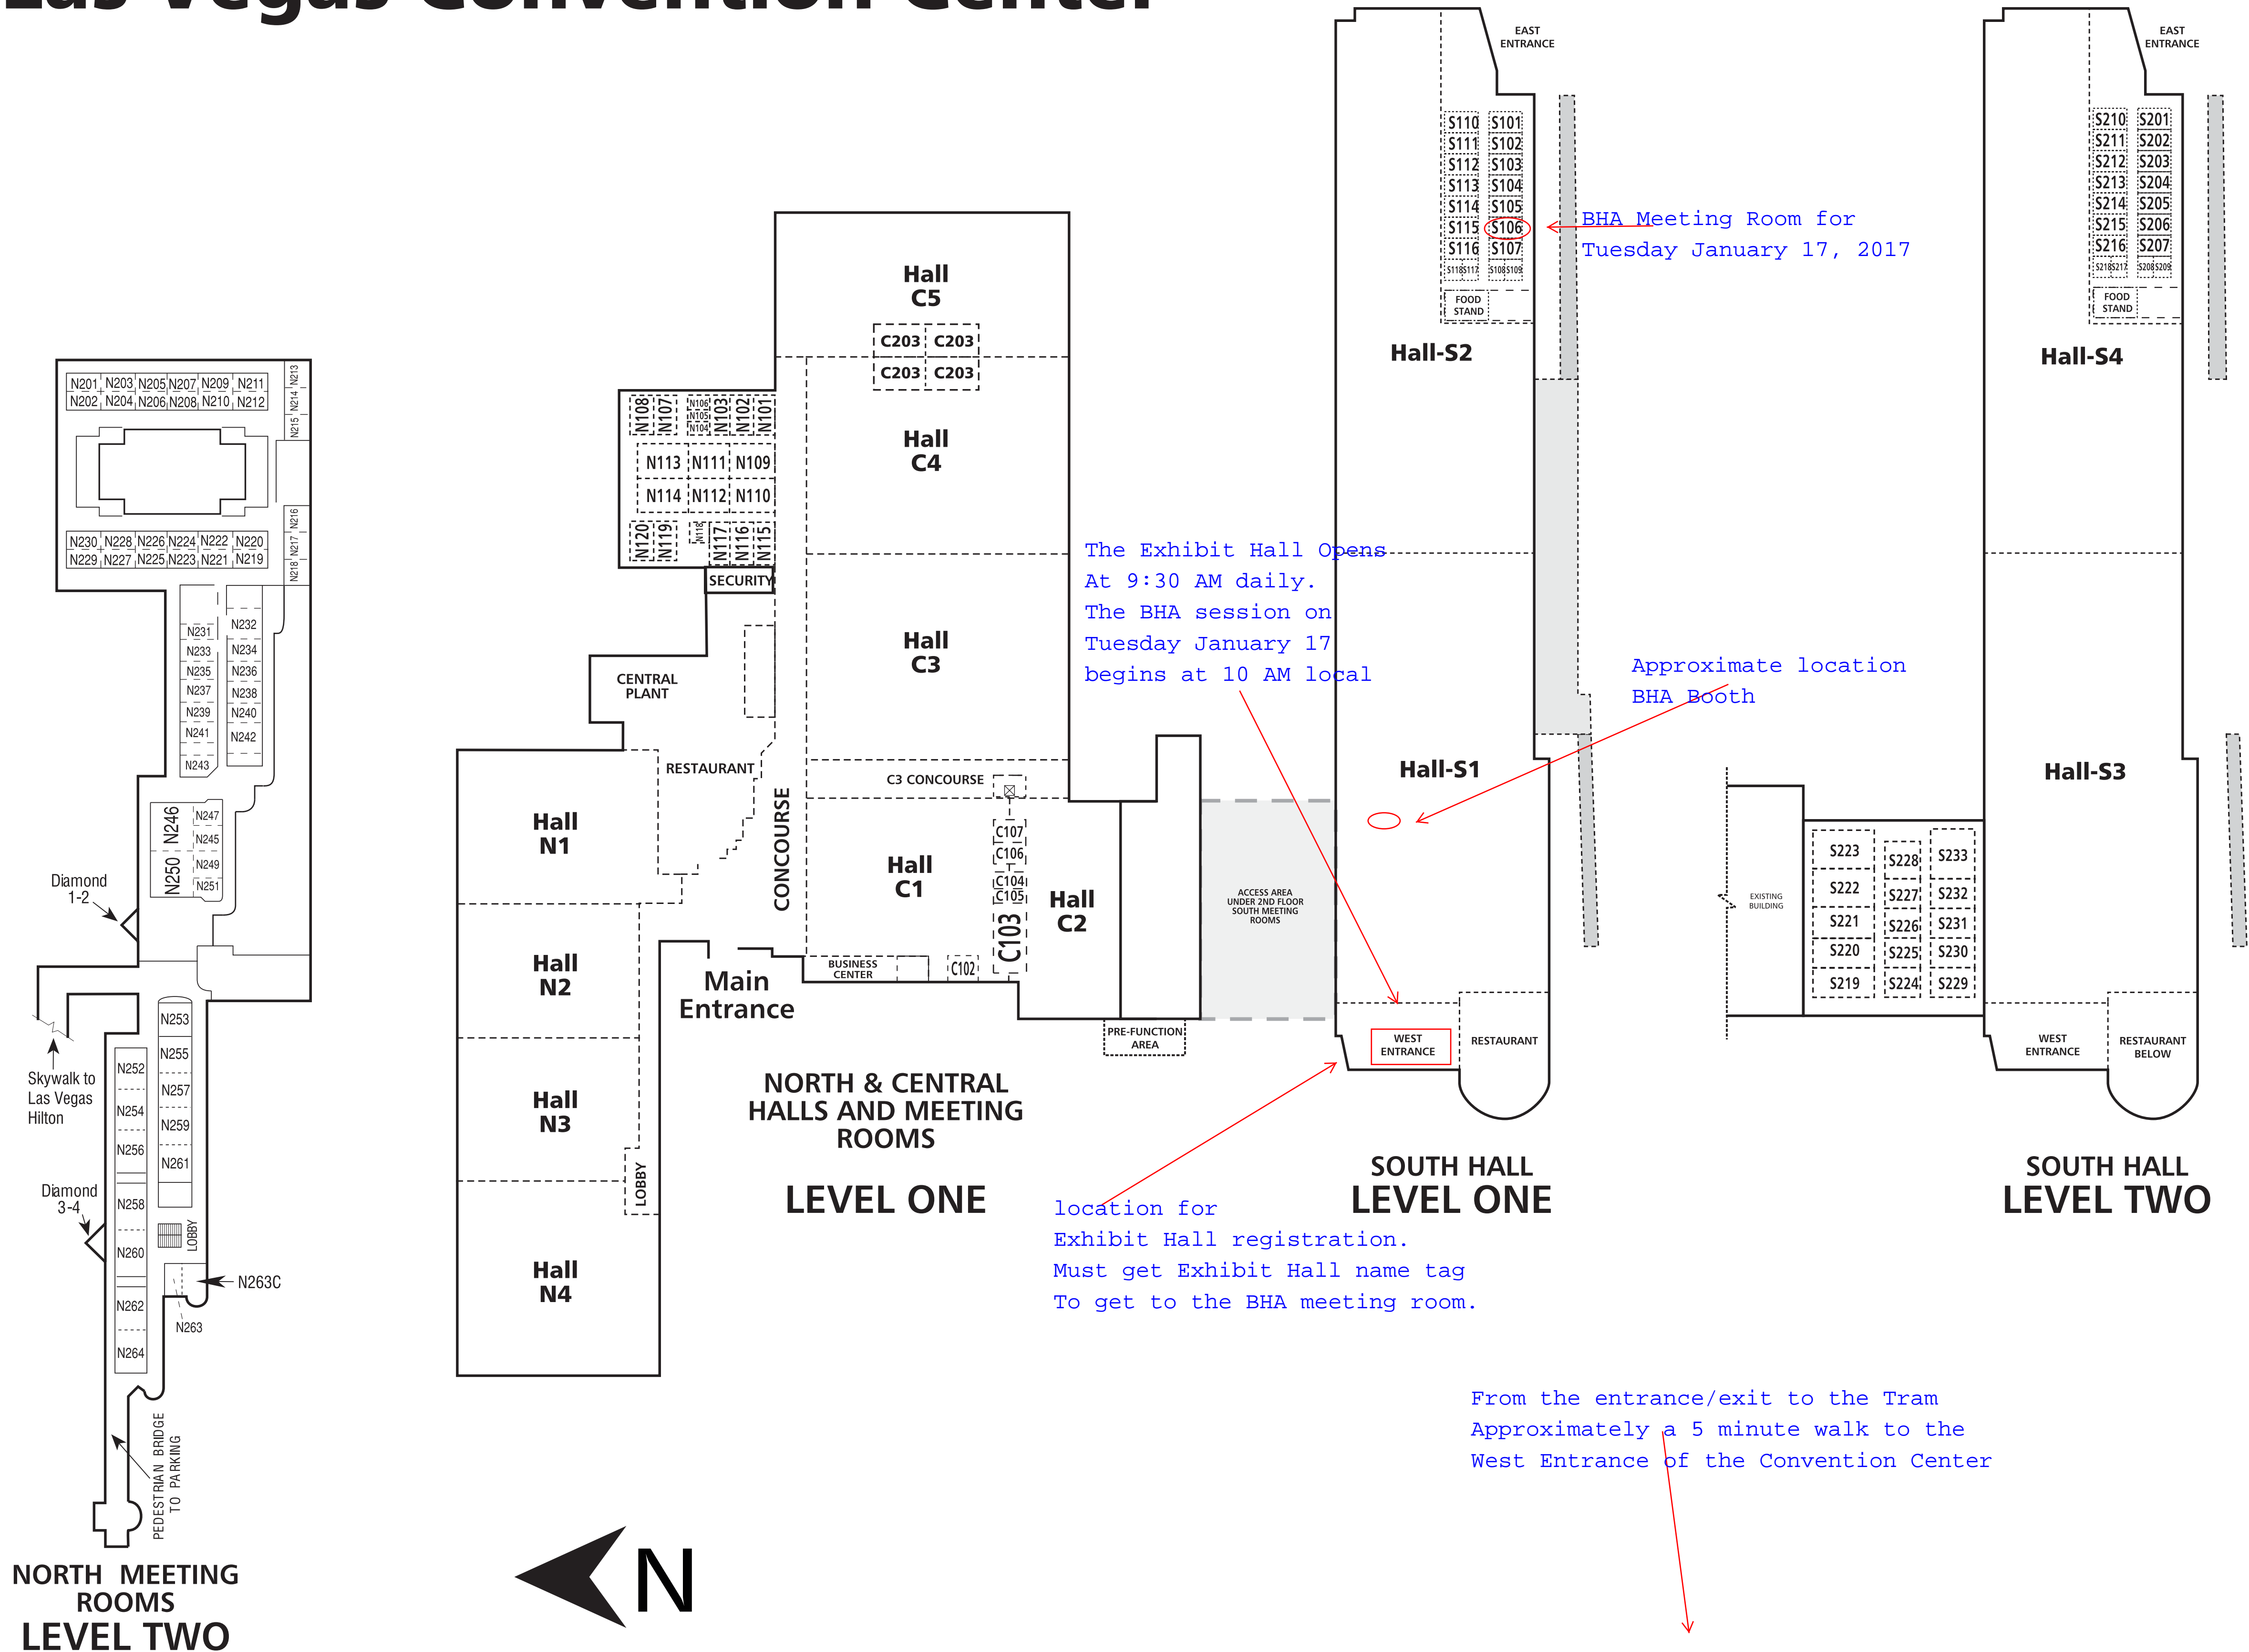 Las Vegas Convention Center
EAST
ENTRANCE
S110 S101
S111 S102
S112 S103
S113 S104
S114 S105
S115 S106
S116 S107
S118 S117 S108 S109
FOOD
STAND
Hall-S2
BHA Meeting Room for
Tuesday January 17, 2017
EAST
ENTRANCE
S210 S201
S211 S202
S212 S203
S213 S204
S214 S205
S215 S206
S216 S207
S218 S217 S208 S209
FOOD
STAND
Hall-S4
Hall
C5
C203 C203
C203 C203
Hall
C4
Hall
C3
N108 N107 N106 N103 N102 N101
N105
N104
N113 N111 N109
N114 N112 N110
N120 N119 N118 N117 N116 N115
SECURITY
CENTRAL
PLANT
RESTAURANT
CONCOURSE
C3 CONCOURSE
N201 N203 N205 N207 N209 N211
N202 N204 N206 N208 N210 N212
N213
N214
N215
N216
N217
N218
N230 N228 N226 N224 N222 N220
N229 N227 N225 N223 N221 N219
N231 N232
N233 N234
N235 N236
N237 N238
N239 N240
N241 N242
N243
N246 N247
N245
N250 N249
N251
Diamond
1-2
N253
N255
N252
N257
N254
N259
N256
N261
N258
N260
LOBBY
N263C
N262
N263
N264
Skywalk to
Las Vegas
Hilton
Diamond
3-4
PEDESTRIAN BRIDGE
TO PARKING
NORTH MEETING
ROOMS
LEVEL TWO
Hall
N1
Hall
N2
Hall
N3
Hall
N4
LOBBY
Main
Entrance
Hall
C1
C107
C106
C104
C105
C103
C102
BUSINESS
CENTER
Hall
C2
PRE-FUNCTION
AREA
NORTH & CENTRAL
HALLS AND MEETING
ROOMS
LEVEL ONE
N
The Exhibit Hall Opens
At 9:30 AM daily.
The BHA session on
Tuesday January 17
begins at 10 AM local
Approximate location
BHA Booth
Hall-S1
ACCESS AREA
UNDER 2ND FLOOR
SOUTH MEETING
ROOMS
WEST
ENTRANCE
RESTAURANT
SOUTH HALL
LEVEL ONE
location for
Exhibit Hall registration.
Must get Exhibit Hall name tag
To get to the BHA meeting room.
Hall-S3
EXISTING
BUILDING
S223 S228 S233
S222 S227 S232
S221 S226 S231
S220 S225 S230
S219 S224 S229
WEST
ENTRANCE
RESTAURANT
BELOW
SOUTH HALL
LEVEL TWO
From the entrance/exit to the Tram
Approximately a 5 minute walk to the
West Entrance of the Convention Center